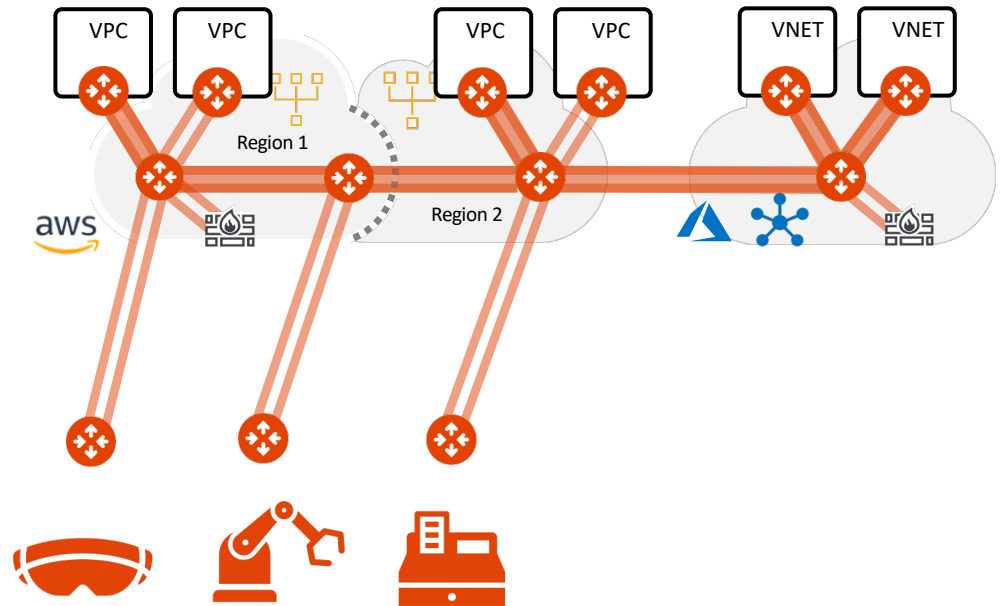 VPC
VPC
VPC
VPC
VNET
VNET
Region 1
Region 2
aws